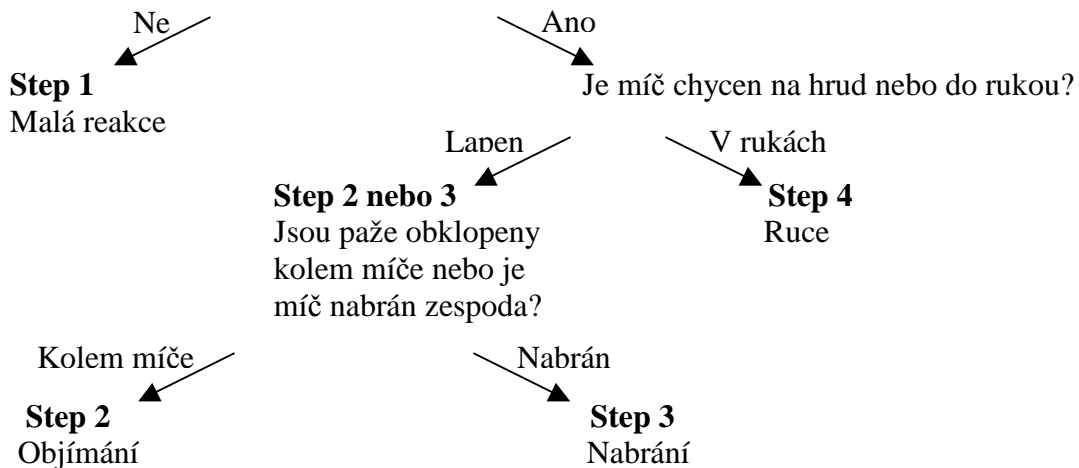 Ne
Ano
Step 1
Malá reakce
Je míč chycen na hrud nebo do rukou?
Lapen
V rukách
Step 2 nebo 3
Jsou paže obklopeny
kolem míče nebo je
míč nabrán zespoda?
Step 4
Ruce
Kolem míče
Nabrán
Step 2
Objímání
Step 3
Nabrání